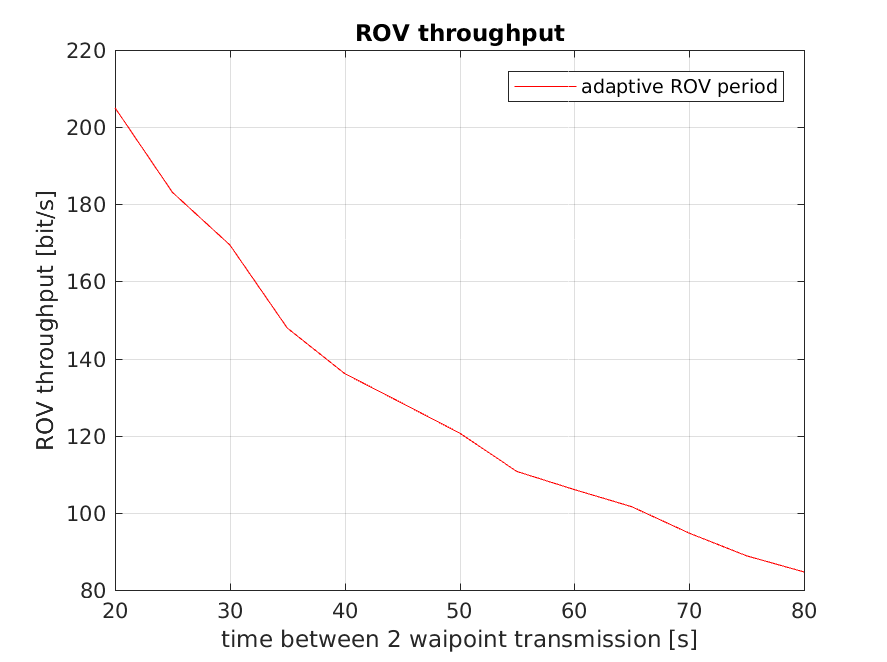 ROV throughput
adaptive ROV period
ROV throughput [bit/s]
220
200
180
160
140
120
100
80
20 30 40 50 60 70 80
time between 2 waipoint transmission [s]